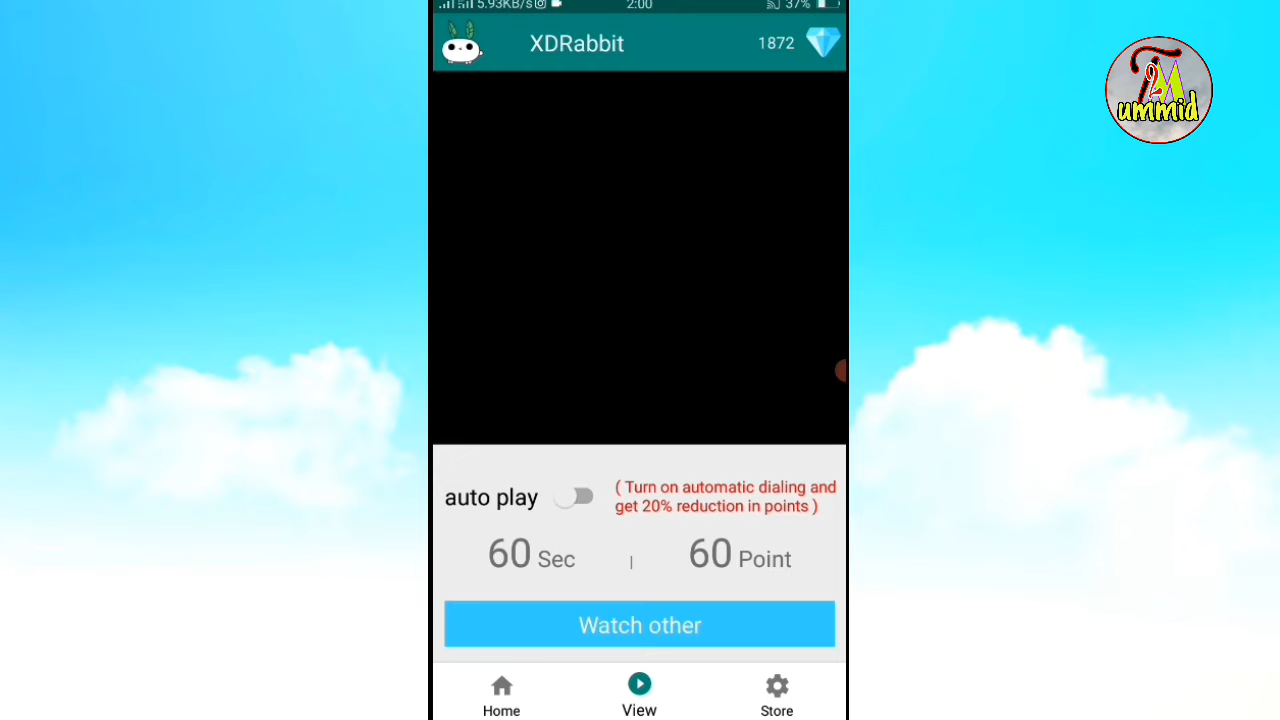 5.93KB/s 2:00 37%
XDRabbit 1872
T2M
ummid
auto play
( Turn on automatic dialing and
get 20% reduction in points )
60 Sec | 60 Point
Watch other
Home View Store